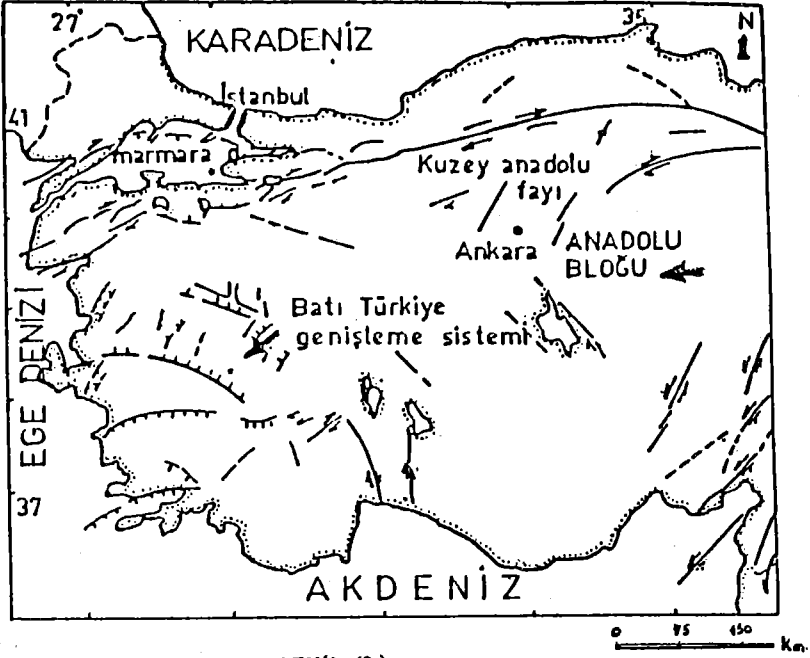 27°
35
N
KARADENİZ
İstanbul
41
marmara d
Kuzey anadolu
fayı
Ankara
ANADOLU
BLOĞU
Batı Türkiye
genişleme sistemi
EGE DENİZİ
37
AKDENİZ
0 75 150 km.